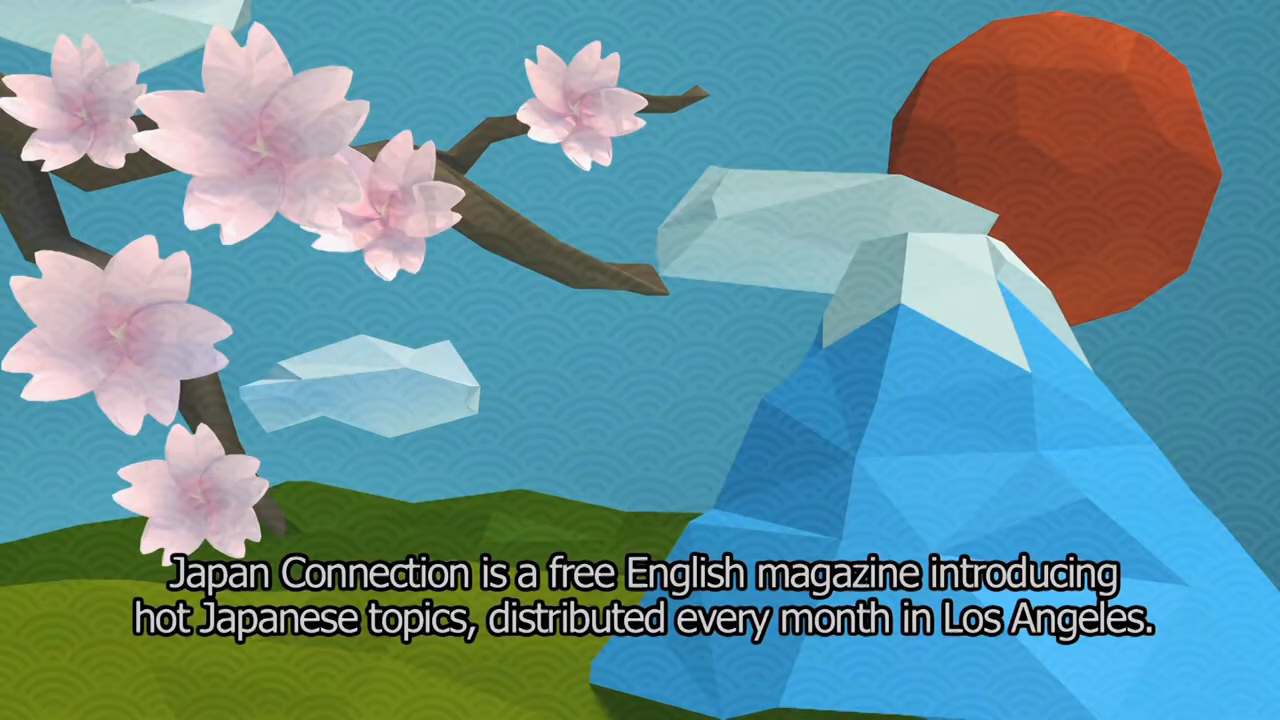 Japan Connection is a free English magazine introducing
hot Japanese topics, distributed every month in Los Angeles.